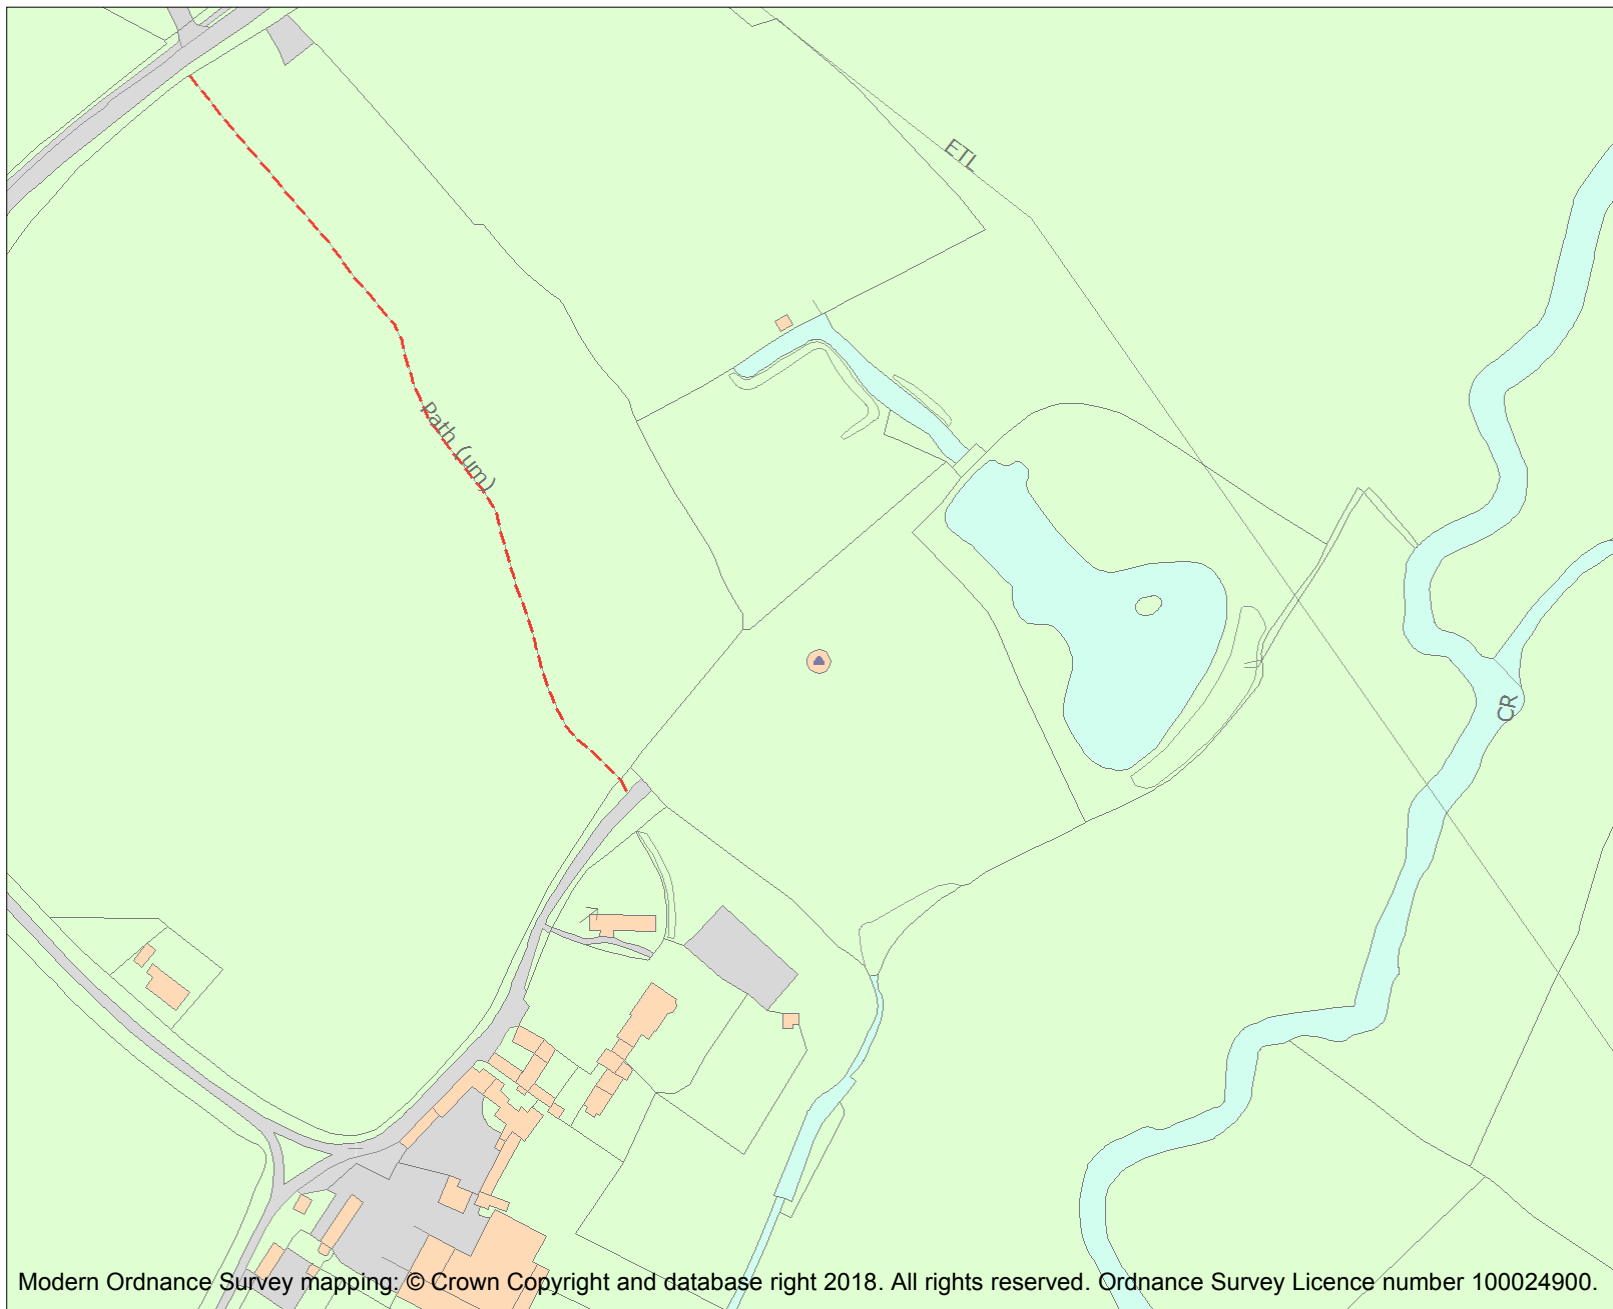 ETL
Path (um)
CR
Modern Ordnance Survey mapping: © Crown Copyright and database right 2018. All rights reserved. Ordnance Survey Licence number 100024900.